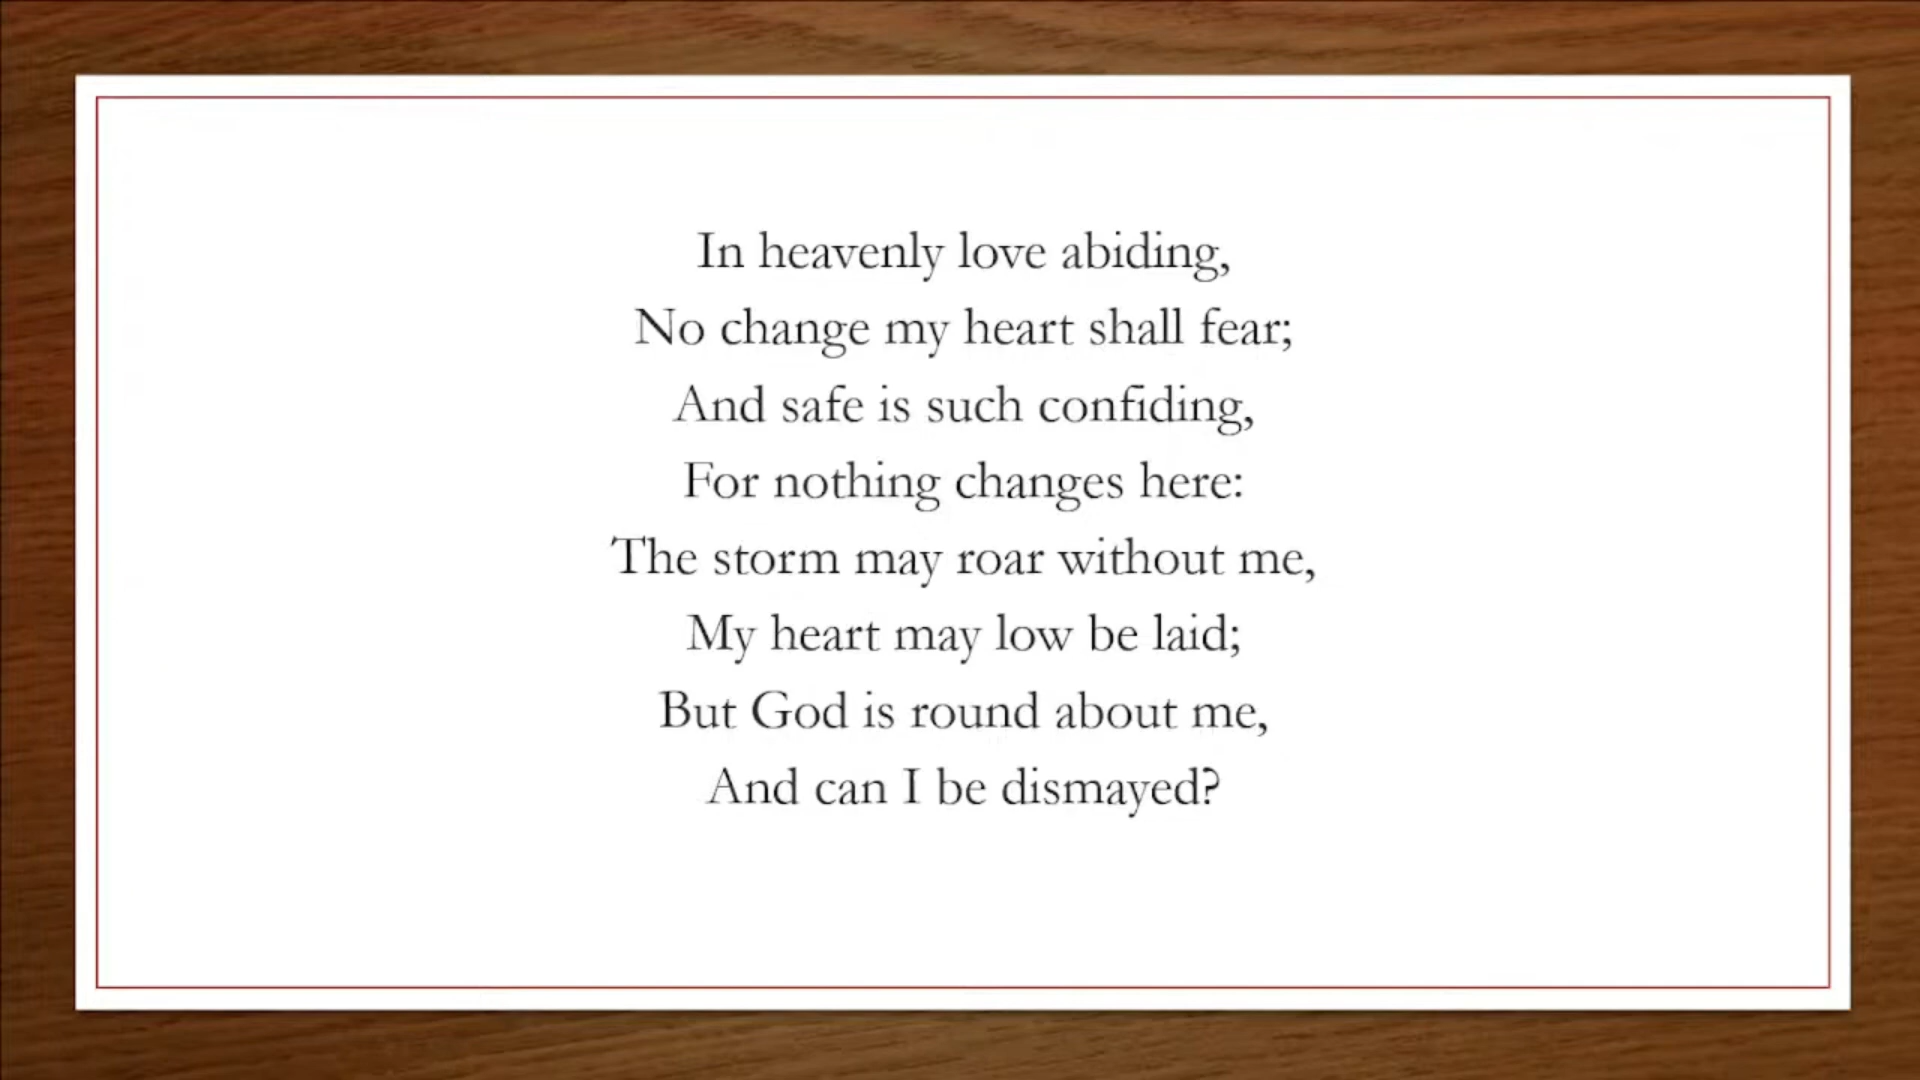 In heavenly love abiding,
No change my heart shall fear;
And safe is such confiding,
For nothing changes here:
The storm may roar without me,
My heart may low be laid;
But God is round about me,
And can I be dismayed?